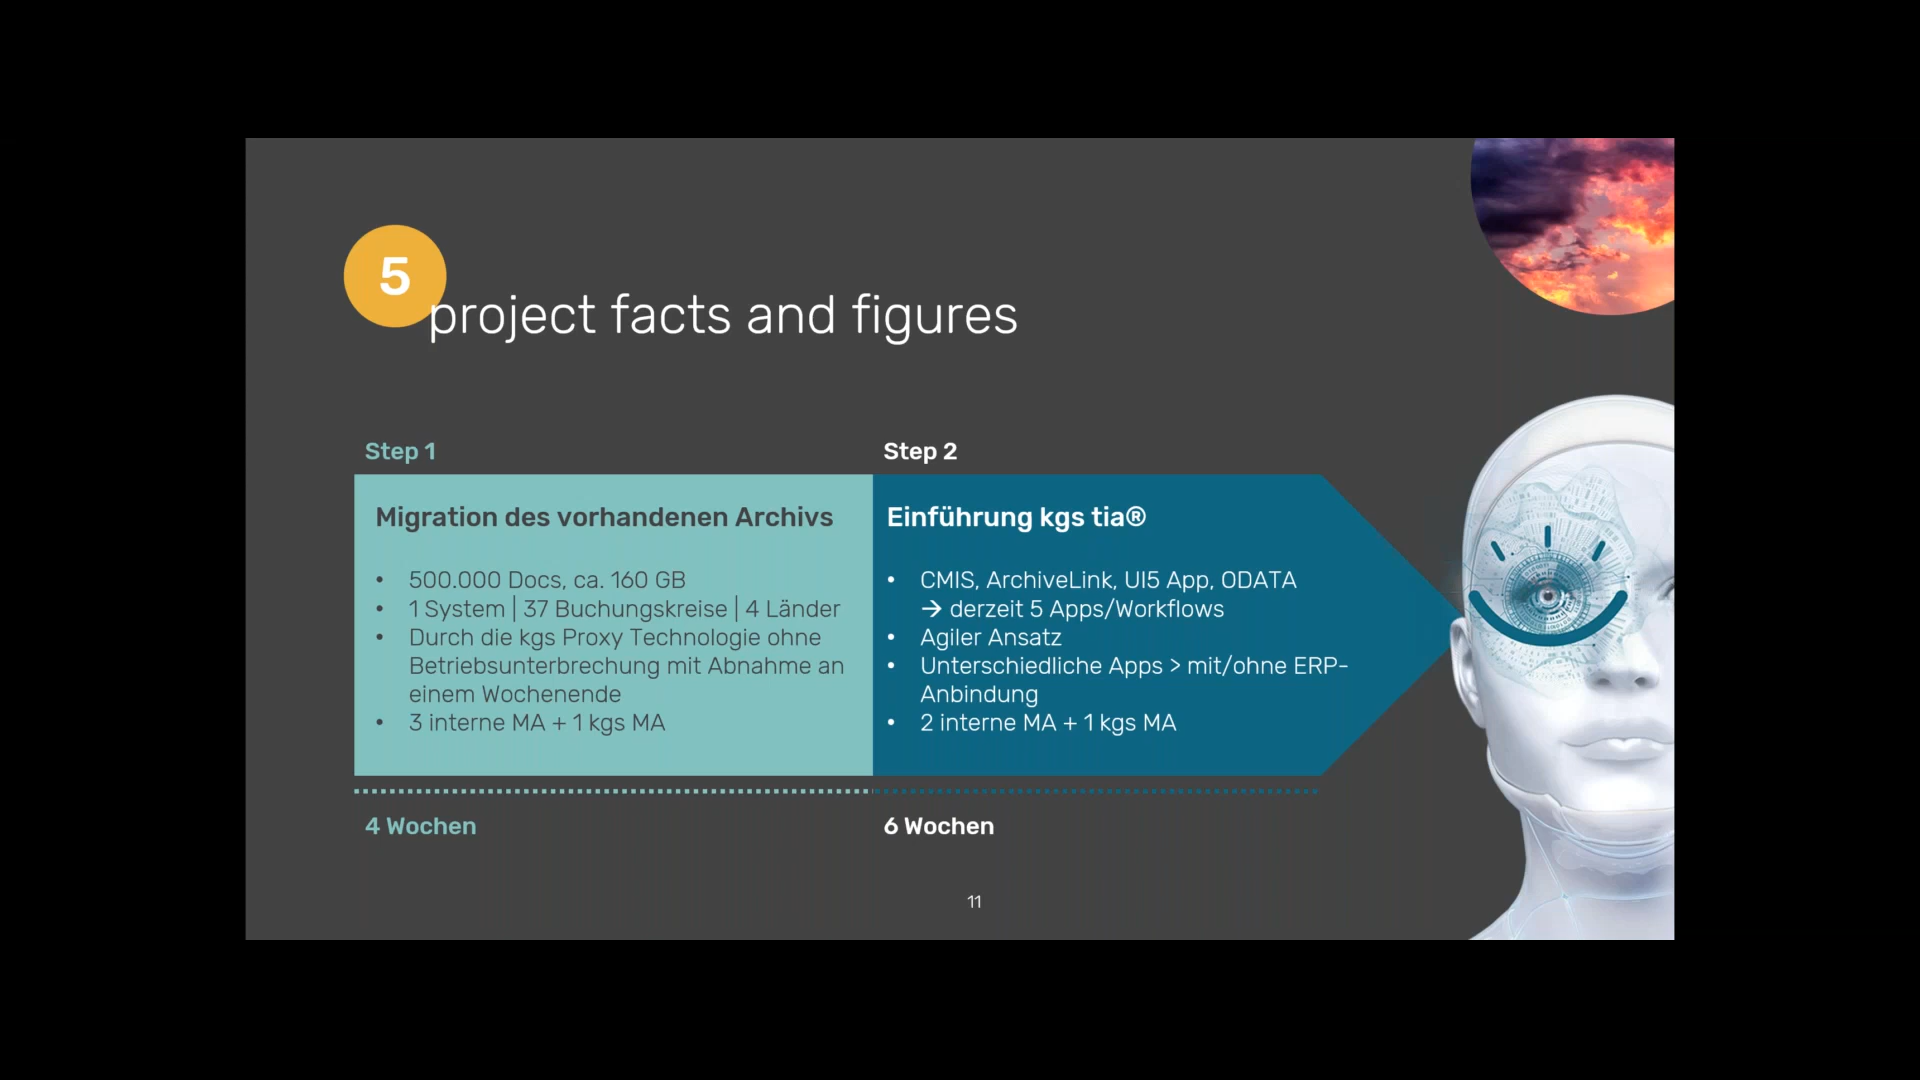 5
project facts and figures
Step 1
Migration des vorhandenen Archivs
• 500.000 Docs, ca. 160 GB
• 1 System | 37 Buchungskreise | 4 Länder
• Durch die kgs Proxy Technologie ohne
Betriebsunterbrechung mit Abnahme an
einem Wochenende
• 3 interne MA + 1 kgs MA
4 Wochen
Step 2
Einführung kgs tia®
• CMIS, ArchiveLink, UI5 App, ODATA
→ derzeit 5 Apps/Workflows
• Agiler Ansatz
• Unterschiedliche Apps > mit/ohne ERP-
Anbindung
• 2 interne MA + 1 kgs MA
6 Wochen
11